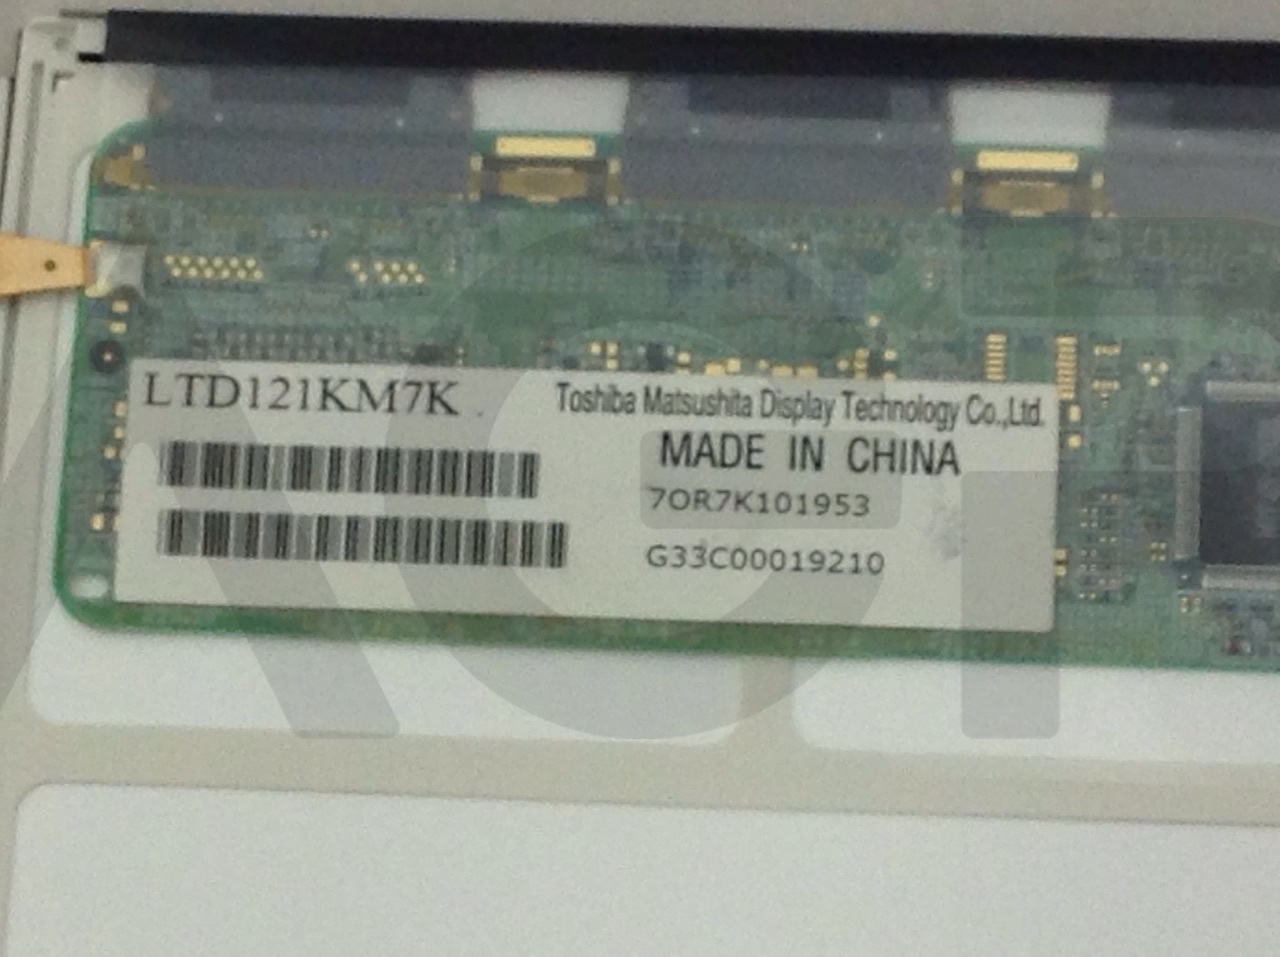 LTD121KM7K
Toshiba Matsushita Display Technology Co.,Ltd.
MADE IN CHINA
7OR7K101953
G33C00019210